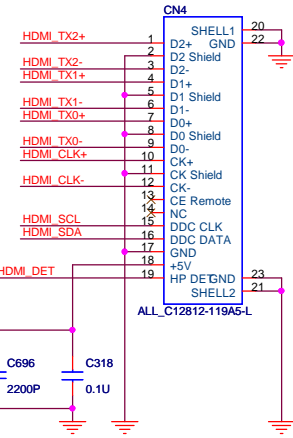 CN4
HDMI_TX2+ 1 D2+ SHELL1 20
2 D2 Shield GND 22
HDMI_TX2- 3 D2-
HDMI_TX1+ 4 D1+
5 D1 Shield
HDMI_TX1- 6 D1-
HDMI_TX0+ 7 D0+
8 D0 Shield
HDMI_TX0- 9 D0-
HDMI_CLK+ 10 CK+
11 CK Shield
HDMI_CLK- 12 CK-
13 CE Remote
14 NC
HDMI_SCL 15 DDC CLK
HDMI_SDA 16 DDC DATA
17 GND
18 +5V
HDMI_DET 19 HP DET GND 23
SHELL2 21
ALL_C12812-119A5-L
C696 C318
2200P 0.1U